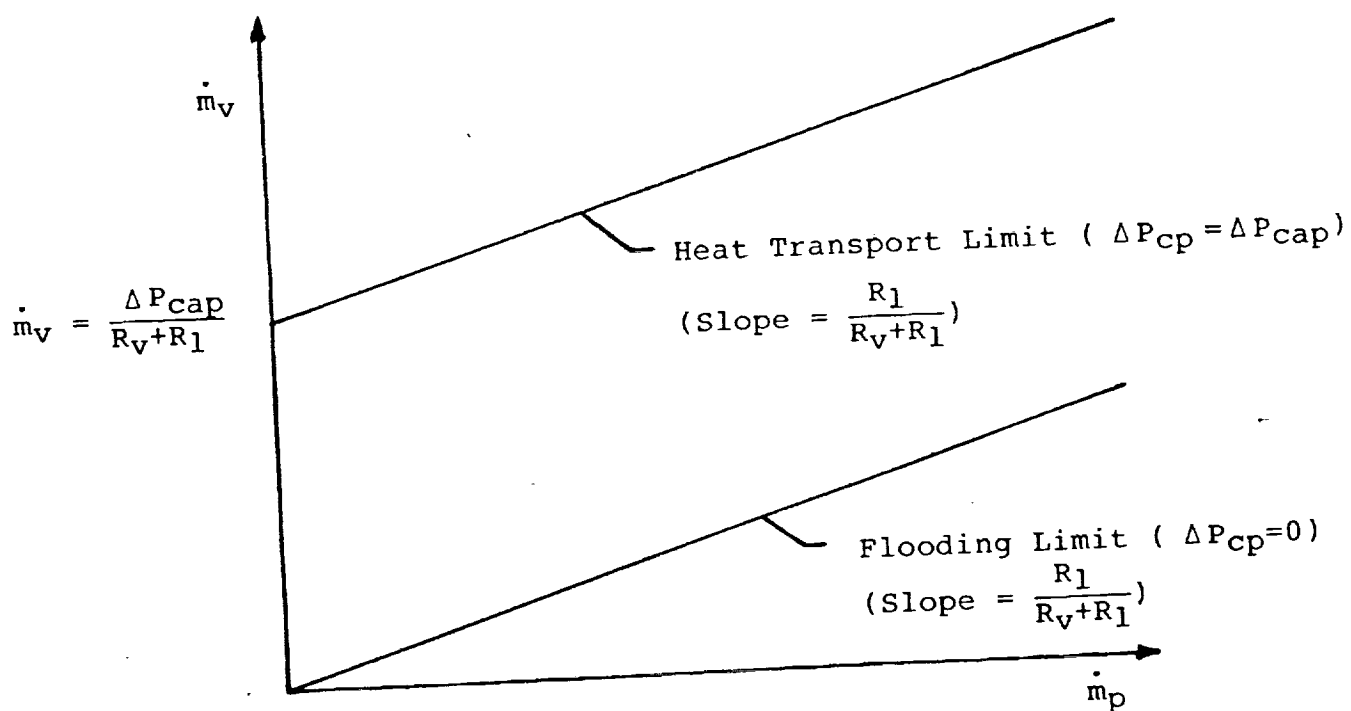 ṁv
Heat Transport Limit ( ΔPcp = ΔPcap)
(Slope = Rl / Rv+Rl)
ṁv = ΔPcap / Rv+Rl
Flooding Limit ( ΔPcp=0)
(Slope = Rl / Rv+Rl)
ṁp